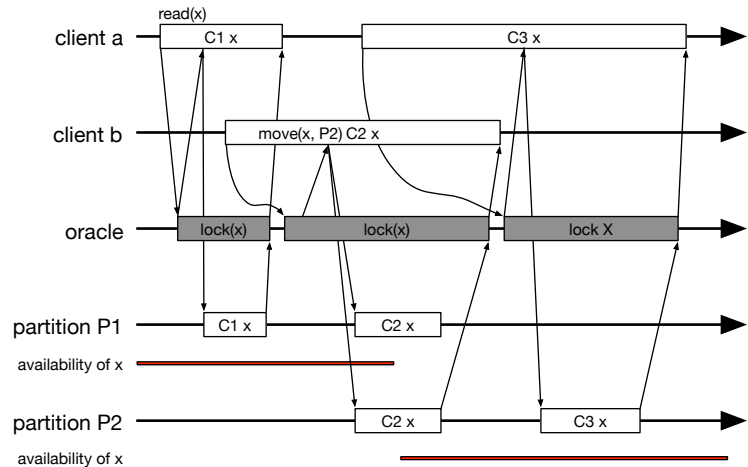 read(x)
client a
C1 x
C3 x
client b
move(x, P2) C2 x
oracle
lock(x)
lock(x)
lock X
partition P1
C1 x
C2 x
availability of x
partition P2
C2 x
C3 x
availability of x